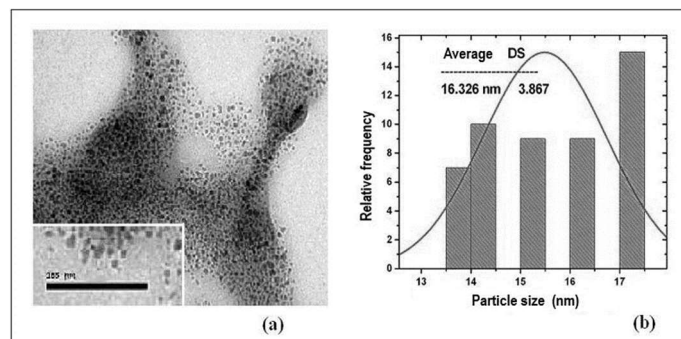 (a)
16
14
12
10
8
6
4
2
0
Relative frequency
Average DS
16.326 nm 3.867
13 14 15 16 17
Particle size (nm)
(b)